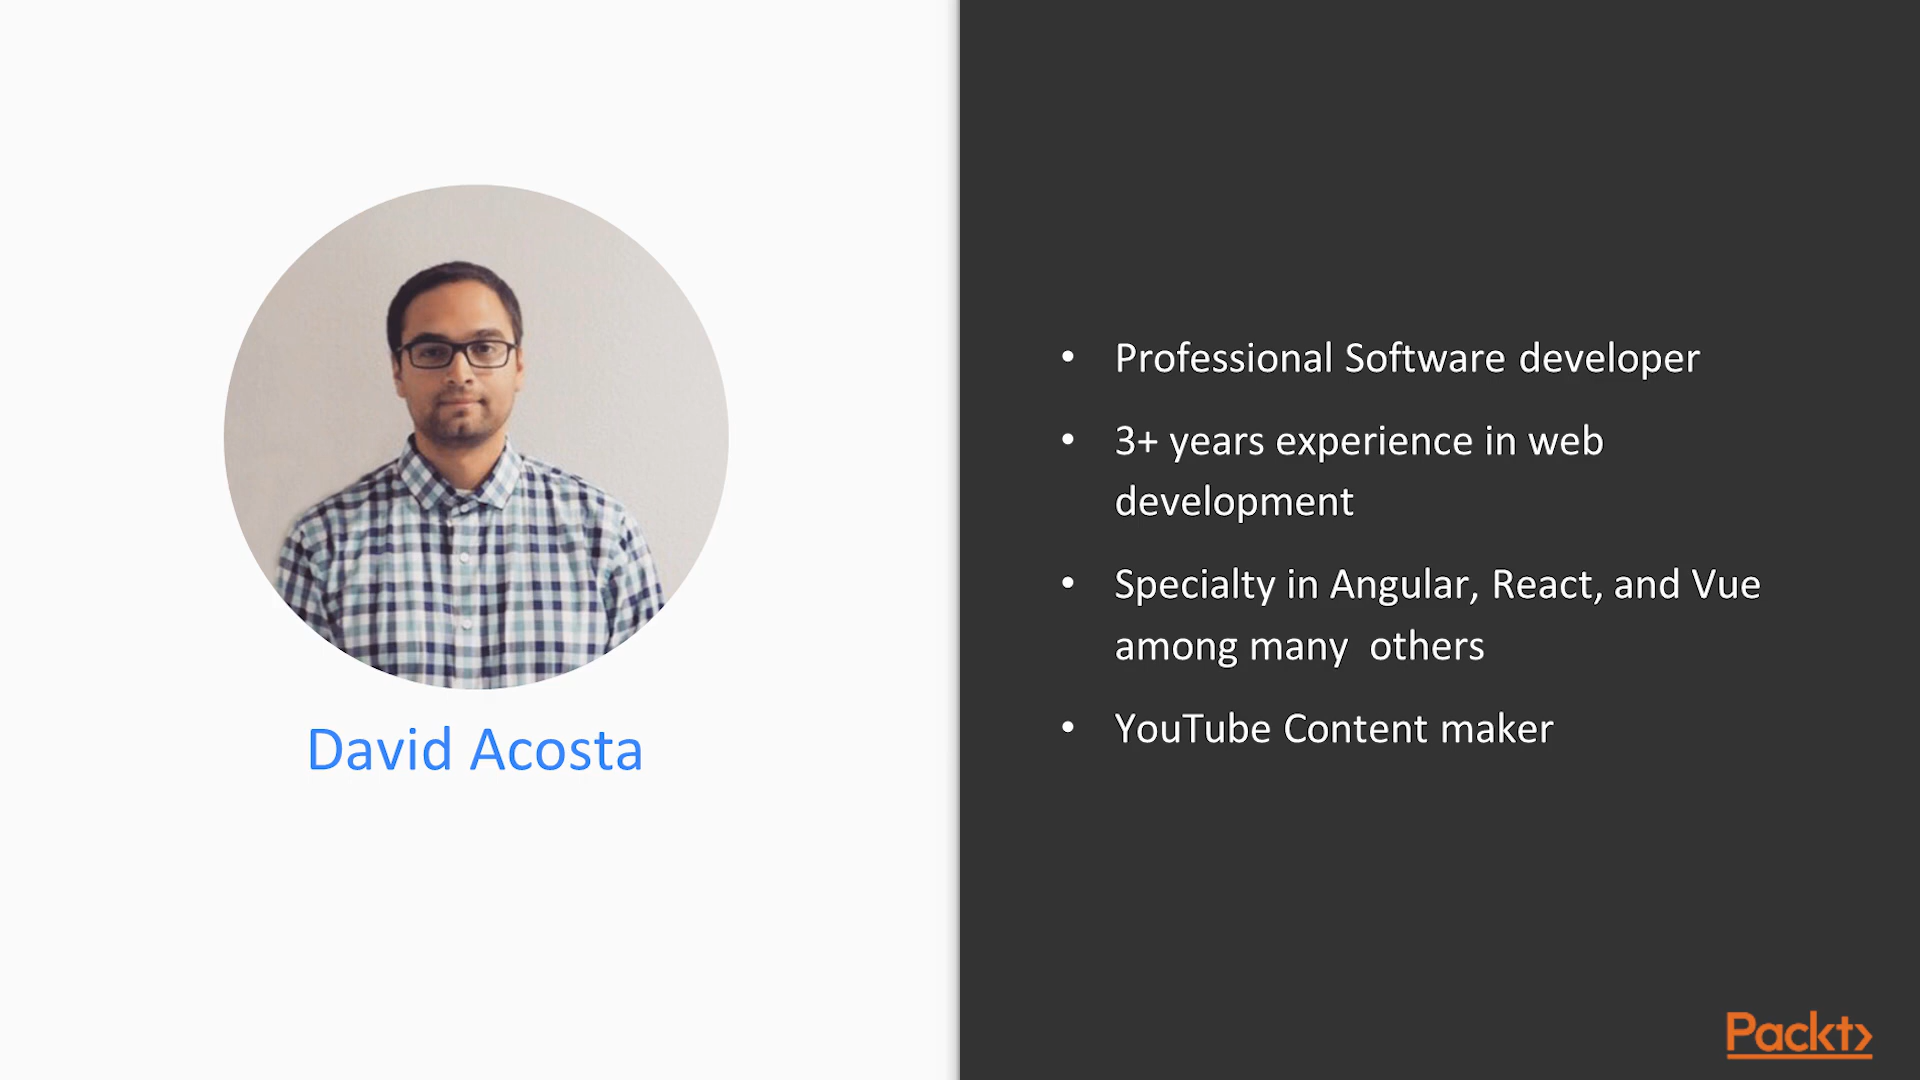 David Acosta
• Professional Software developer
• 3+ years experience in web
development
• Specialty in Angular, React, and Vue
among many  others
• YouTube Content maker
Packt>